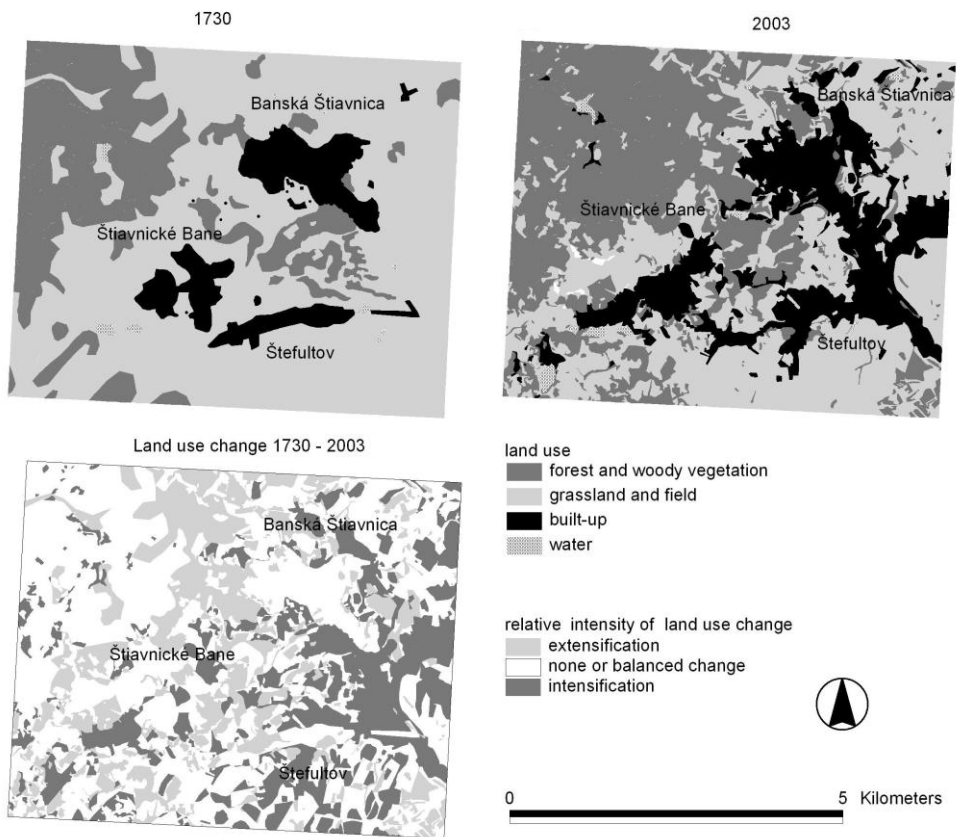 1730
Banská Štiavnica
Štiavnické Bane
Štefultov
2003
Banská Štiavnica
Štiavnické Bane
Štefultov
Land use change 1730 - 2003
Banská Štiavnica
Štiavnické Bane
Štefultov
land use
forest and woody vegetation
grassland and field
built-up
water
relative intensity of land use change
extensification
none or balanced change
intensification
0 5 Kilometers